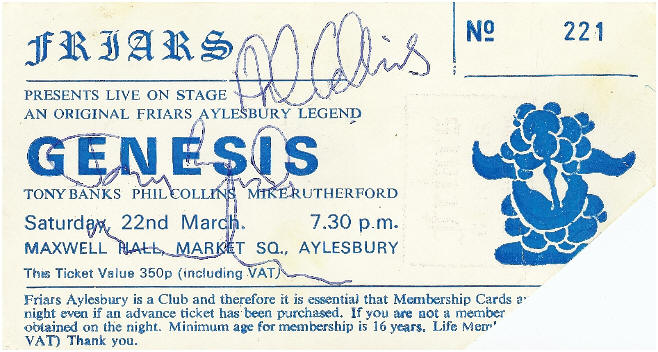 FRIARS
Nº 221
Phil Collins
PRESENTS LIVE ON STAGE
AN ORIGINAL FRIARS AYLESBURY LEGEND
GENESIS
TONY BANKS PHIL COLLINS MIKE RUTHERFORD
Saturday, 22nd March. 7.30 p.m.
MAXWELL HALL, MARKET SQ., AYLESBURY
This Ticket Value 350p (including VAT)
Friars Aylesbury is a Club and therefore it is essential that Membership Cards
night even if an advance ticket has been purchased. If you are not a member
obtained on the night. Minimum age for membership is 16 years. Life
VAT) Thank you.